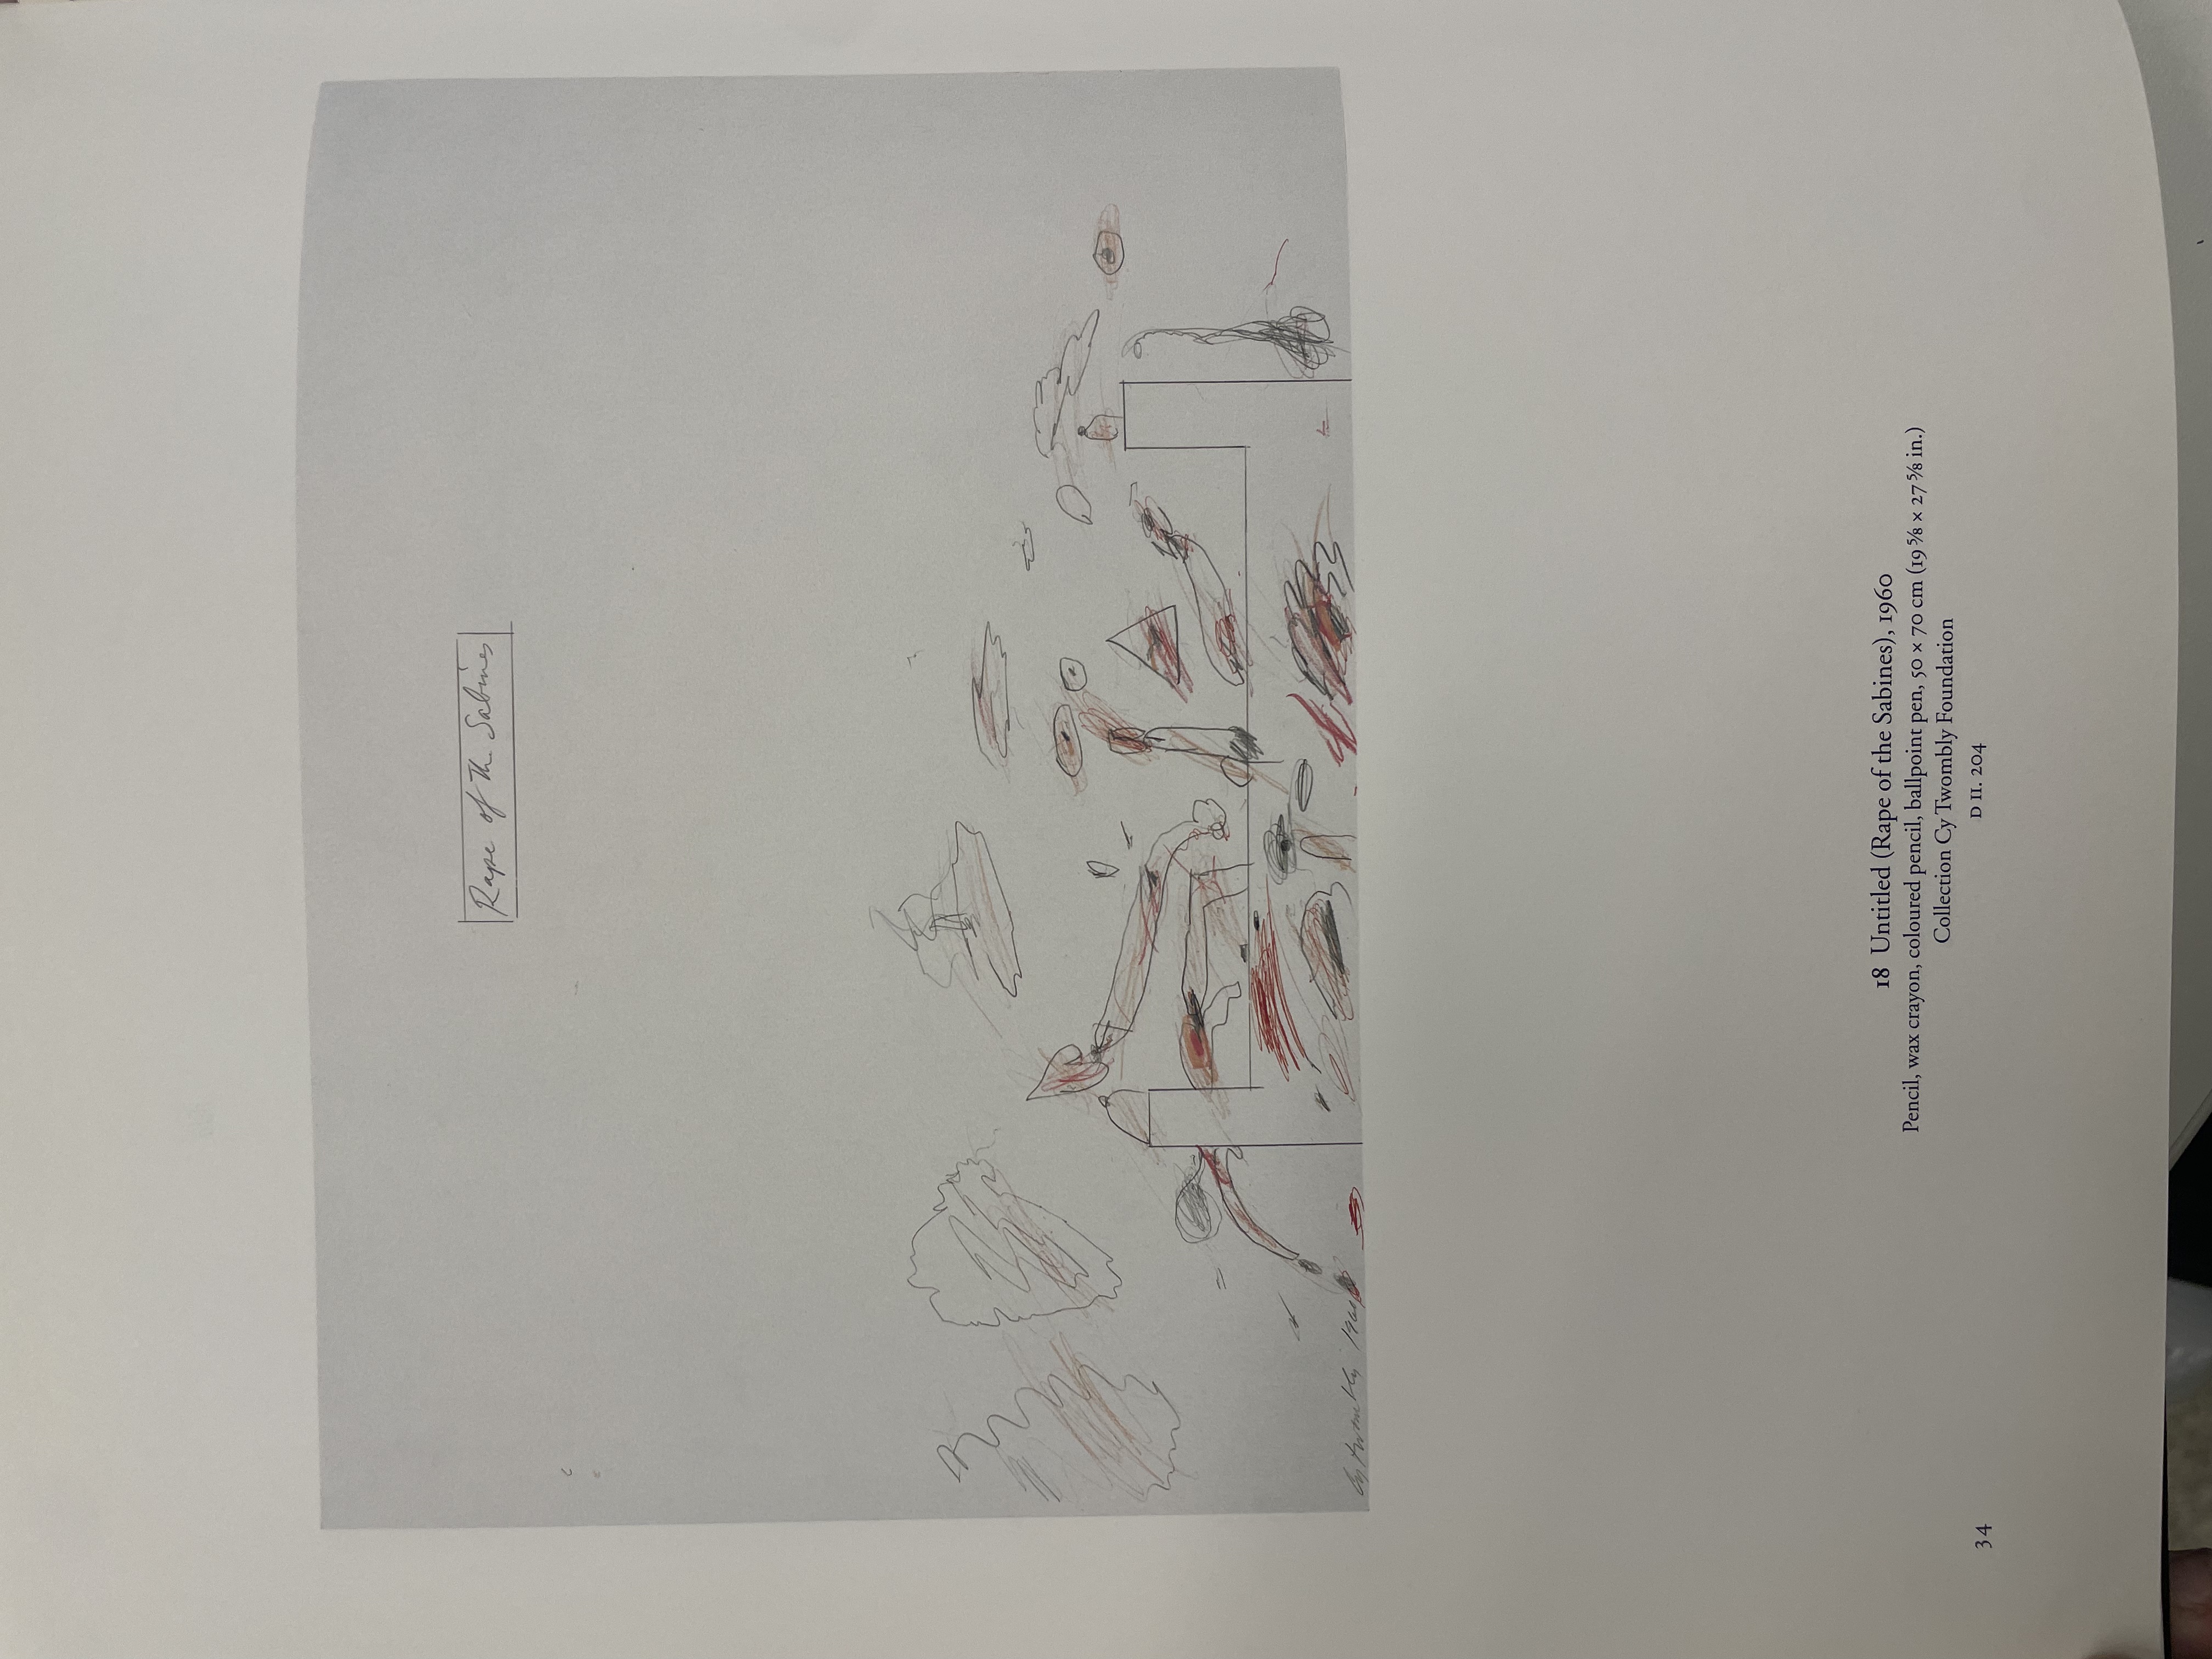 Rape of The Sabines
Cy Twombly 1960
18 Untitled (Rape of the Sabines), 1960
Pencil, wax crayon, coloured pencil, ballpoint pen, 50 × 70 cm (19 5/8 × 27 5/8 in.)
Collection Cy Twombly Foundation
D II. 204
34